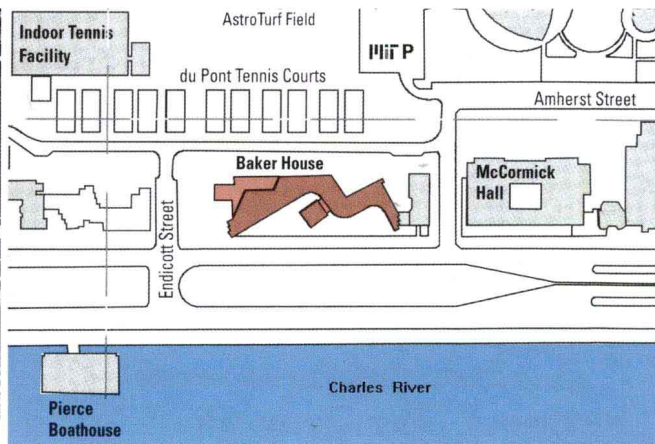 Indoor Tennis
Facility
AstroTurf Field
MIT P
du Pont Tennis Courts
Amherst Street
Baker House
McCormick
Hall
Endicott Street
Charles River
Pierce
Boathouse